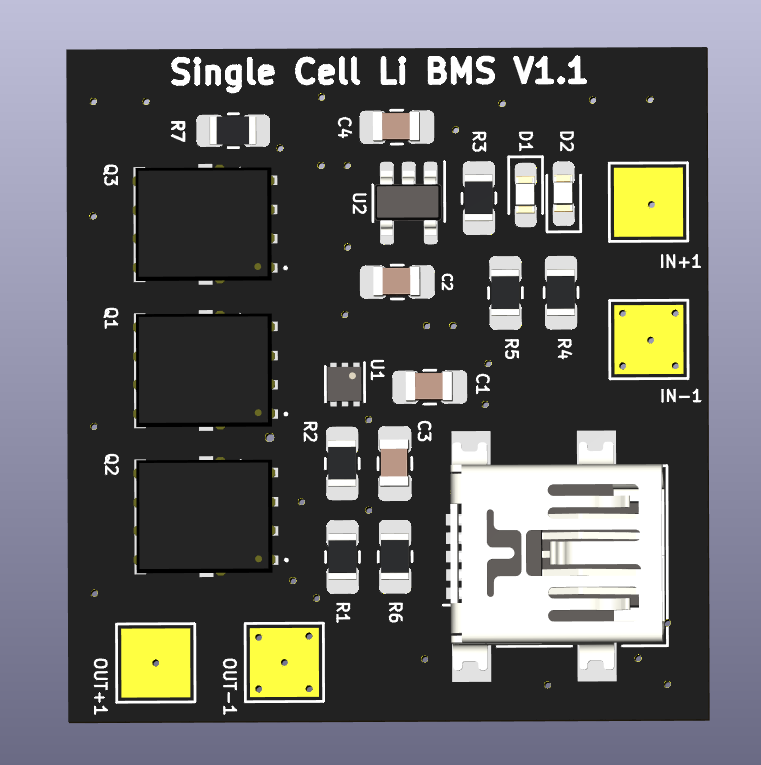 Single Cell Li BMS V1.1
R7
C4
R3
D1
D2
Q3
U2
IN+1
C2
Q1
R5
R4
U1
C1
IN-1
R2
C3
Q2
R1
R6
OUT+1
OUT-1